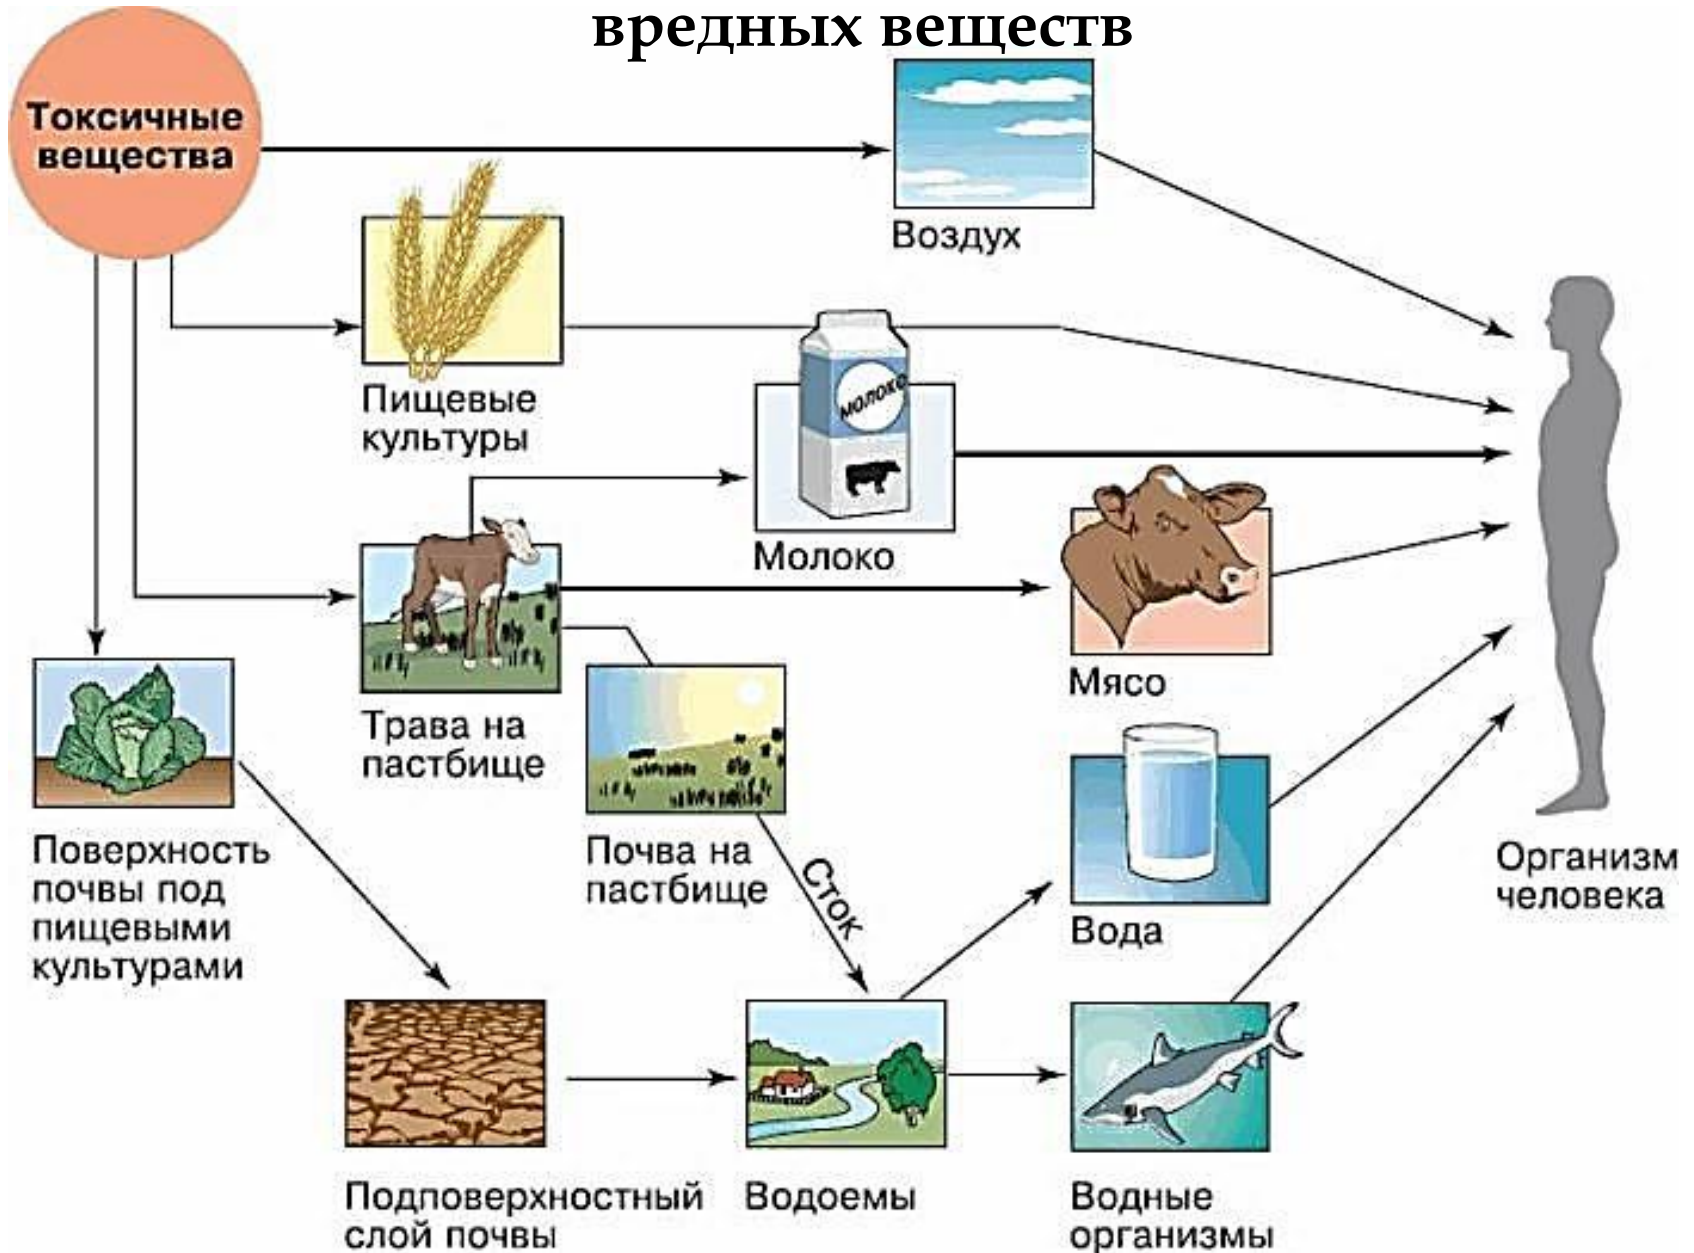 вредных веществ
Токсичные
вещества
Воздух
Пищевые
культуры
МОЛОКО
Молоко
Мясо
Трава на
пастбище
Почва на
пастбище
Сток
Поверхность
почвы под
пищевыми
культурами
Вода
Организм
человека
Подповерхностный
слой почвы
Водоемы
Водные
организмы